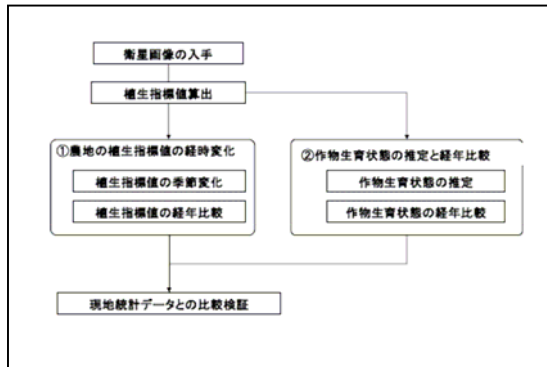 衛星画像の入手
植生指標値算出
①農地の植生指標値の経時変化
植生指標値の季節変化
植生指標値の経年比較
②作物生育状態の推定と経年比較
作物生育状態の推定
作物生育状態の経年比較
現地統計データとの比較検証